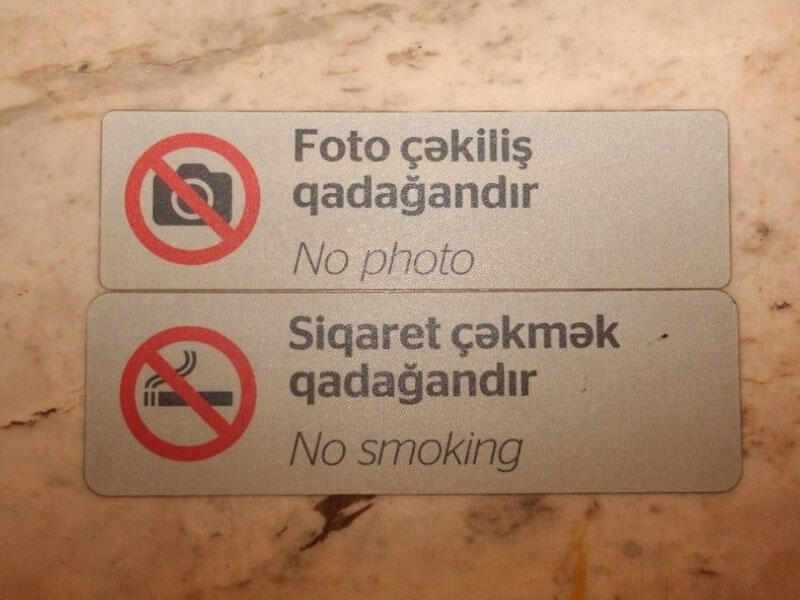 Foto çəkiliş
qadağandır
No photo
Siqaret çəkmək
qadağandır
No smoking